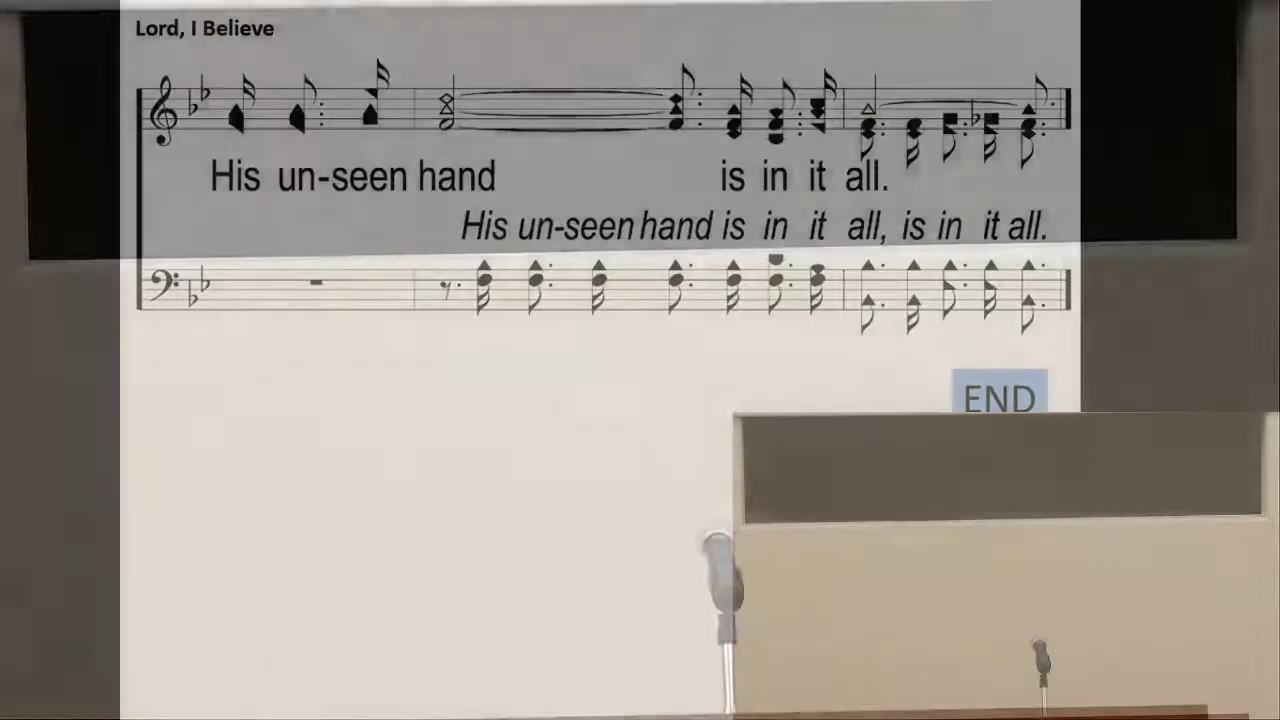 Lord, I Believe
His un-seen hand is in it all.
His un-seen hand is in it all, is in it all.
END